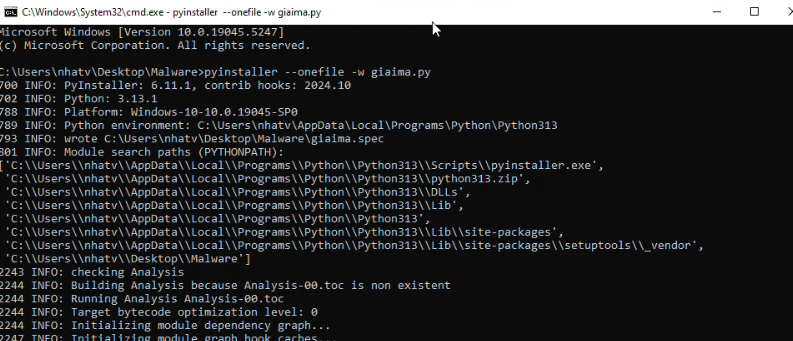 C:\Windows\System32\cmd.exe - pyinstaller --onefile -w giaima.py
Microsoft Windows [Version 10.0.19045.5247]
(c) Microsoft Corporation. All rights reserved.
C:\Users\nhatv\Desktop\Malware>pyinstaller --onefile -w giaima.py
700 INFO: PyInstaller: 6.11.1, contrib hooks: 2024.10
702 INFO: Python: 3.13.1
788 INFO: Platform: Windows-10-10.0.19045-SP0
789 INFO: Python environment: C:\Users\nhatv\AppData\Local\Programs\Python\Python313
793 INFO: wrote C:\Users\nhatv\Desktop\Malware\giaima.spec
801 INFO: Module search paths (PYTHONPATH):
['C:\\Users\\nhatv\\AppData\\Local\\Programs\\Python\\Python313\\Scripts\\pyinstaller.exe',
'C:\\Users\\nhatv\\AppData\\Local\\Programs\\Python\\Python313\\python313.zip',
'C:\\Users\\nhatv\\AppData\\Local\\Programs\\Python\\Python313\\DLLs',
'C:\\Users\\nhatv\\AppData\\Local\\Programs\\Python\\Python313\\Lib',
'C:\\Users\\nhatv\\AppData\\Local\\Programs\\Python\\Python313',
'C:\\Users\\nhatv\\AppData\\Local\\Programs\\Python\\Python313\\Lib\\site-packages',
'C:\\Users\\nhatv\\AppData\\Local\\Programs\\Python\\Python313\\Lib\\site-packages\\setuptools\\_vendor',
'C:\\Users\\nhatv\\Desktop\\Malware']
2243 INFO: checking Analysis
2244 INFO: Building Analysis because Analysis-00.toc is non existent
2244 INFO: Running Analysis Analysis-00.toc
2244 INFO: Target bytecode optimization level: 0
2244 INFO: Initializing module dependency graph...
2247 INFO: Initializing module graph hook caches...